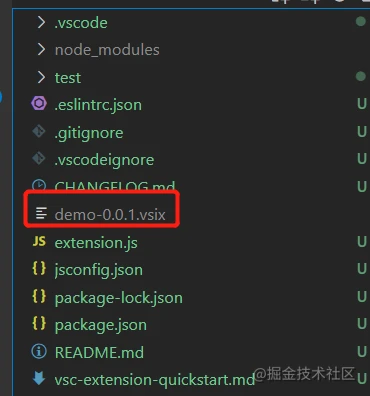 .vscode
node_modules
test
.eslintrc.json U
.gitignore U
.vscodeignore U
CHANGELOG.md U
demo-0.0.1.vsix
JS extension.js U
{} jsconfig.json U
{} package-lock.json U
{} package.json U
README.md U
vsc-extension-quickstart.md U
@掘金技术社区